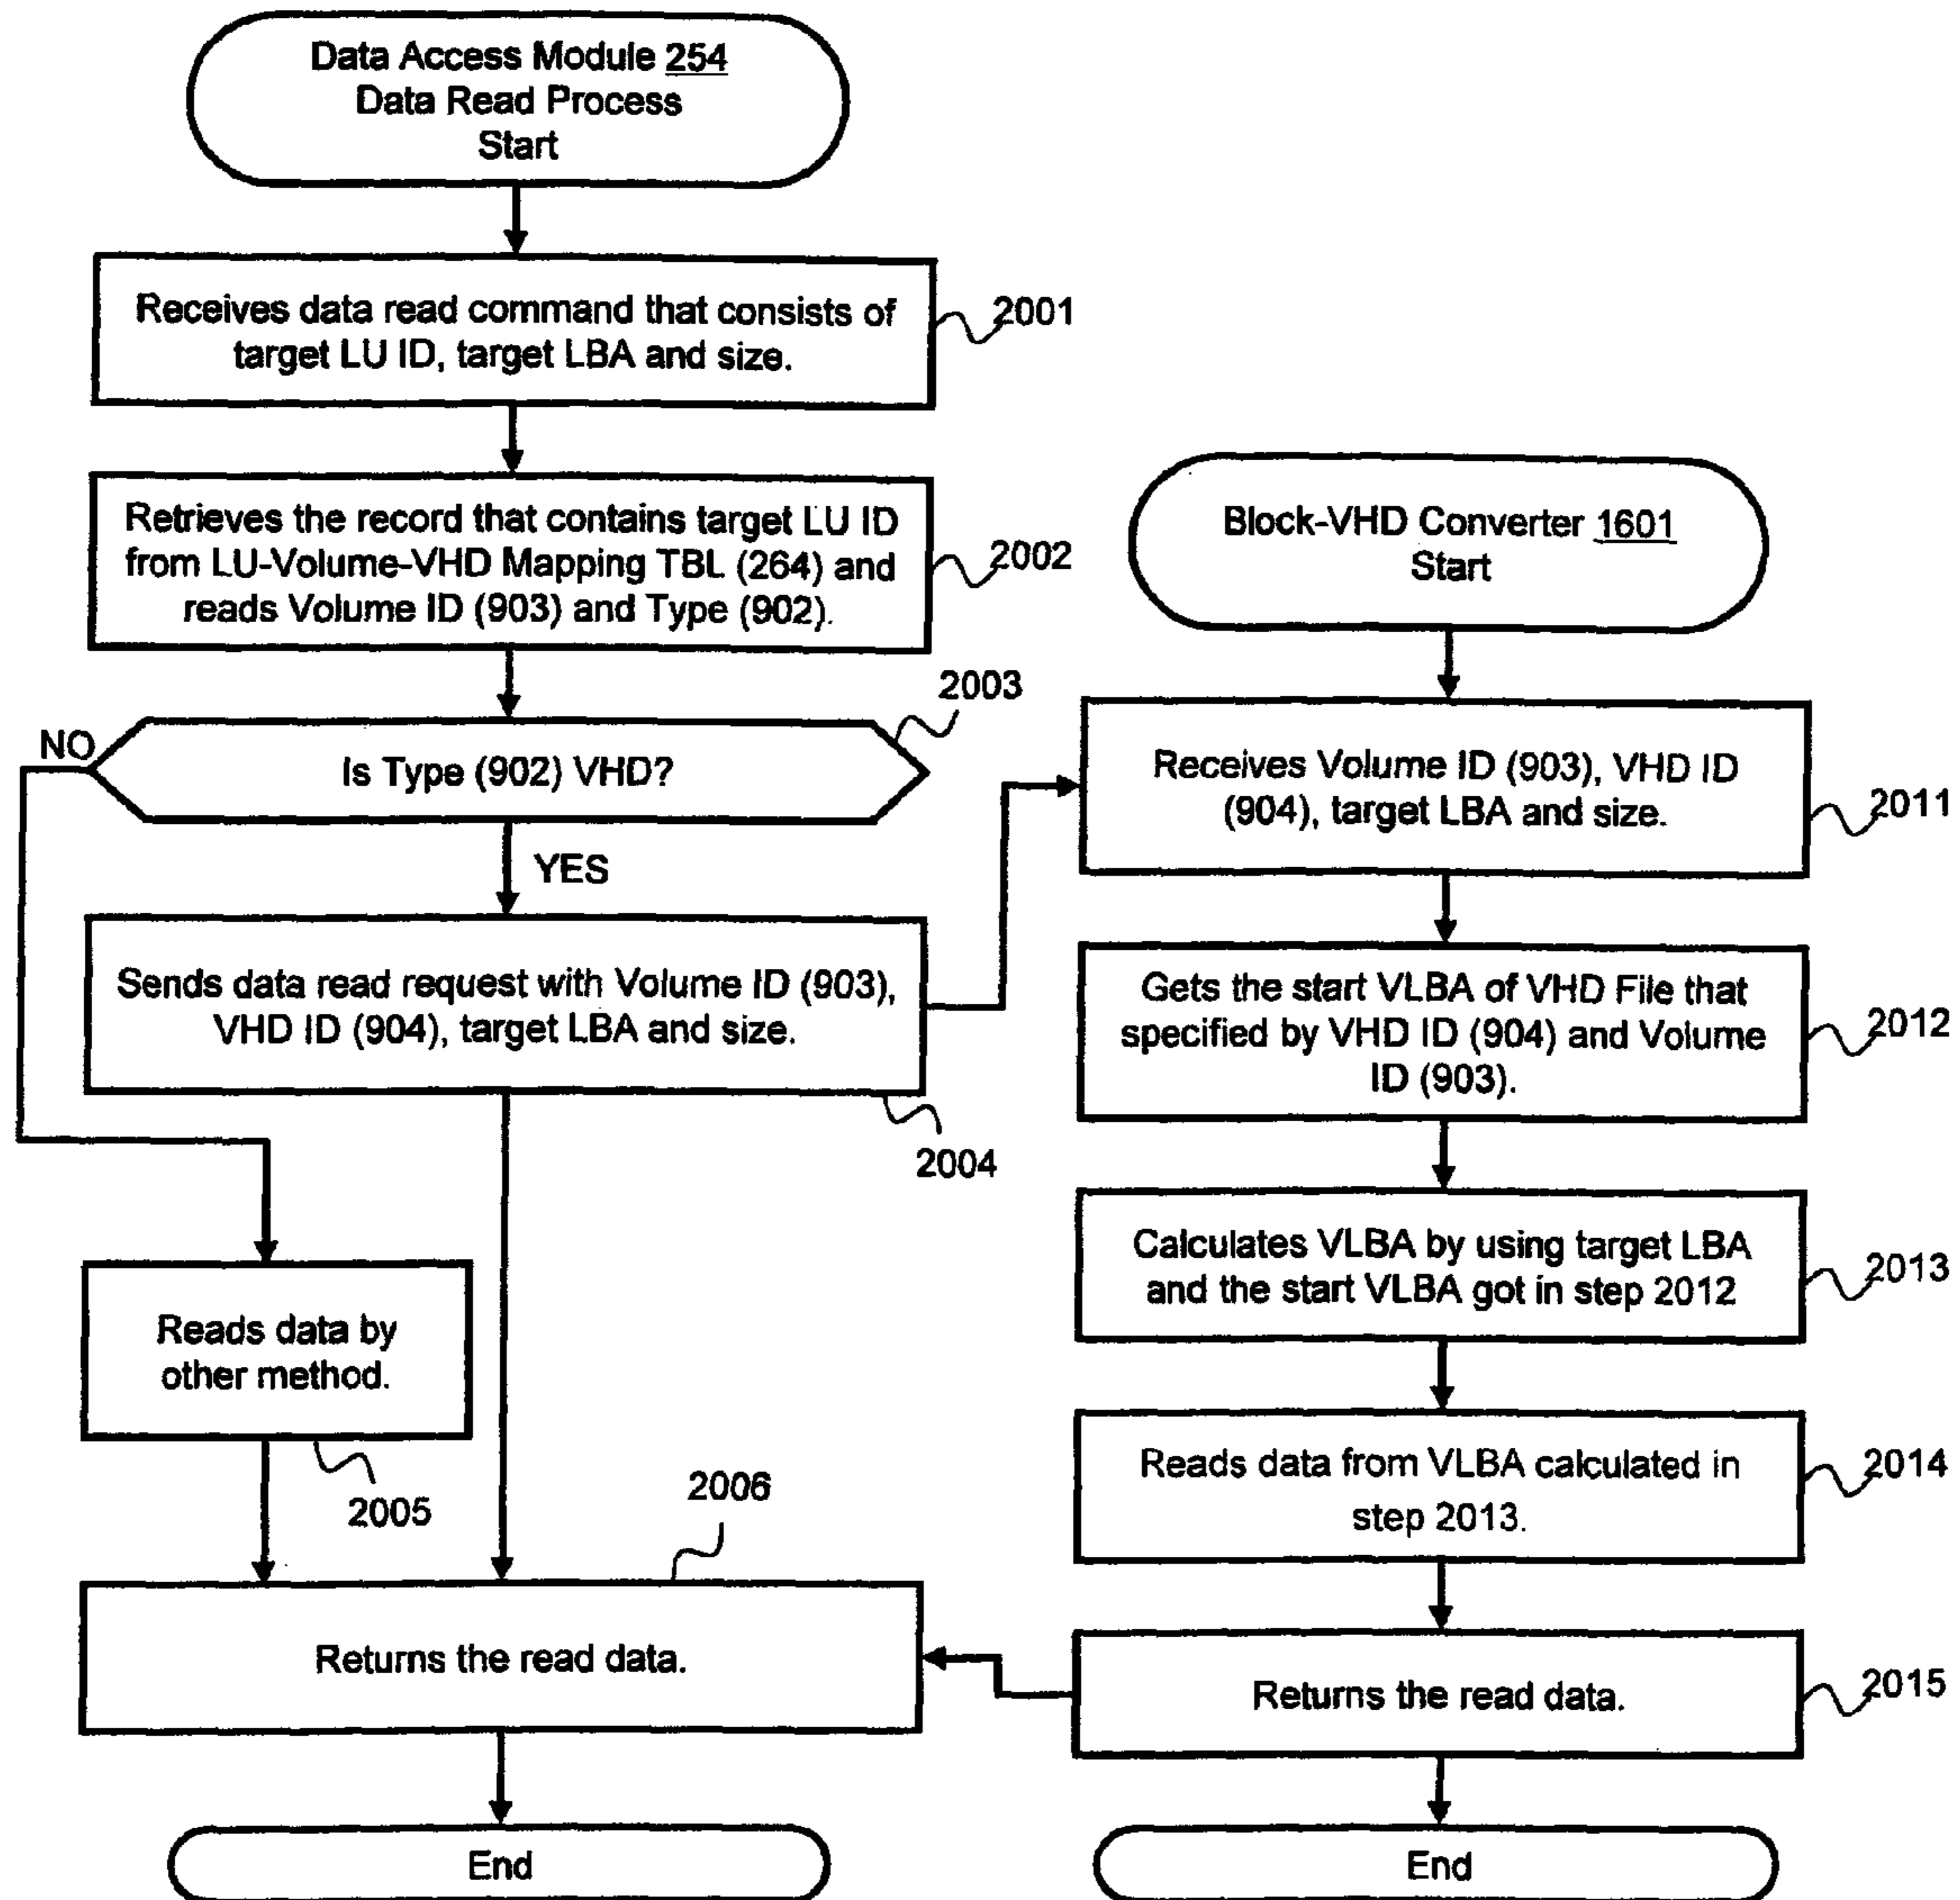 Data Access Module 254
Data Read Process
Start
Receives data read command that consists of
target LU ID, target LBA and size.
2001
Retrieves the record that contains target LU ID
from LU-Volume-VHD Mapping TBL (264) and
reads Volume ID (903) and Type (902).
2002
2003
NO
Is Type (902) VHD?
YES
Sends data read request with Volume ID (903),
VHD ID (904), target LBA and size.
2004
Reads data by
other method.
2005
2006
Returns the read data.
End
Block-VHD Converter 1601
Start
Receives Volume ID (903), VHD ID
(904), target LBA and size.
2011
Gets the start VLBA of VHD File that
specified by VHD ID (904) and Volume
ID (903).
2012
Calculates VLBA by using target LBA
and the start VLBA got in step 2012
2013
Reads data from VLBA calculated in
step 2013.
2014
Returns the read data.
2015
End